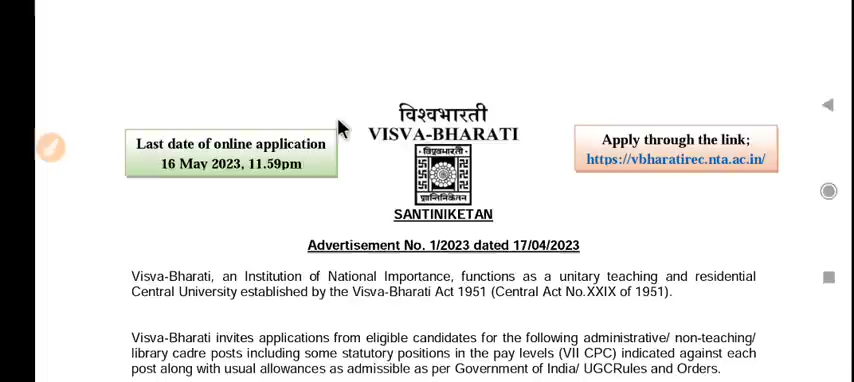 विश्वभारती
VISVA-BHARATI
Last date of online application
16 May 2023, 11.59pm
Apply through the link;
https://vbharatirec.nta.ac.in/
विश्वभारती
शान्तिनिकेतन
SANTINIKETAN
Advertisement No. 1/2023 dated 17/04/2023
Visva-Bharati, an Institution of National Importance, functions as a unitary teaching and residential
Central University established by the Visva-Bharati Act 1951 (Central Act No.XXIX of 1951).
Visva-Bharati invites applications from eligible candidates for the following administrative/ non-teaching/
library cadre posts including some statutory positions in the pay levels (VII CPC) indicated against each
post along with usual allowances as admissible as per Government of India/ UGCRules and Orders.